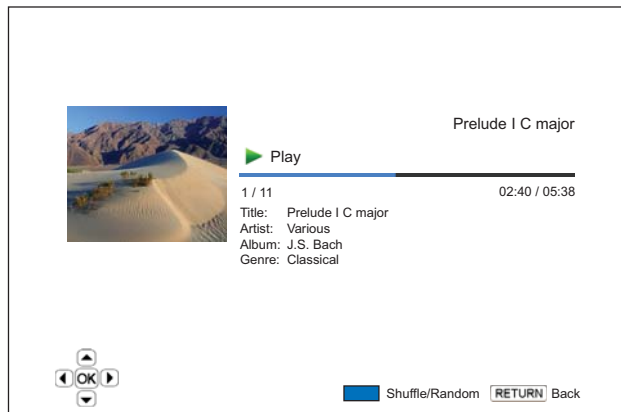 Prelude I C major
Play
1 / 11 02:40 / 05:38
Title: Prelude I C major
Artist: Various
Album: J.S. Bach
Genre: Classical
OK
Shuffle/Random RETURN Back